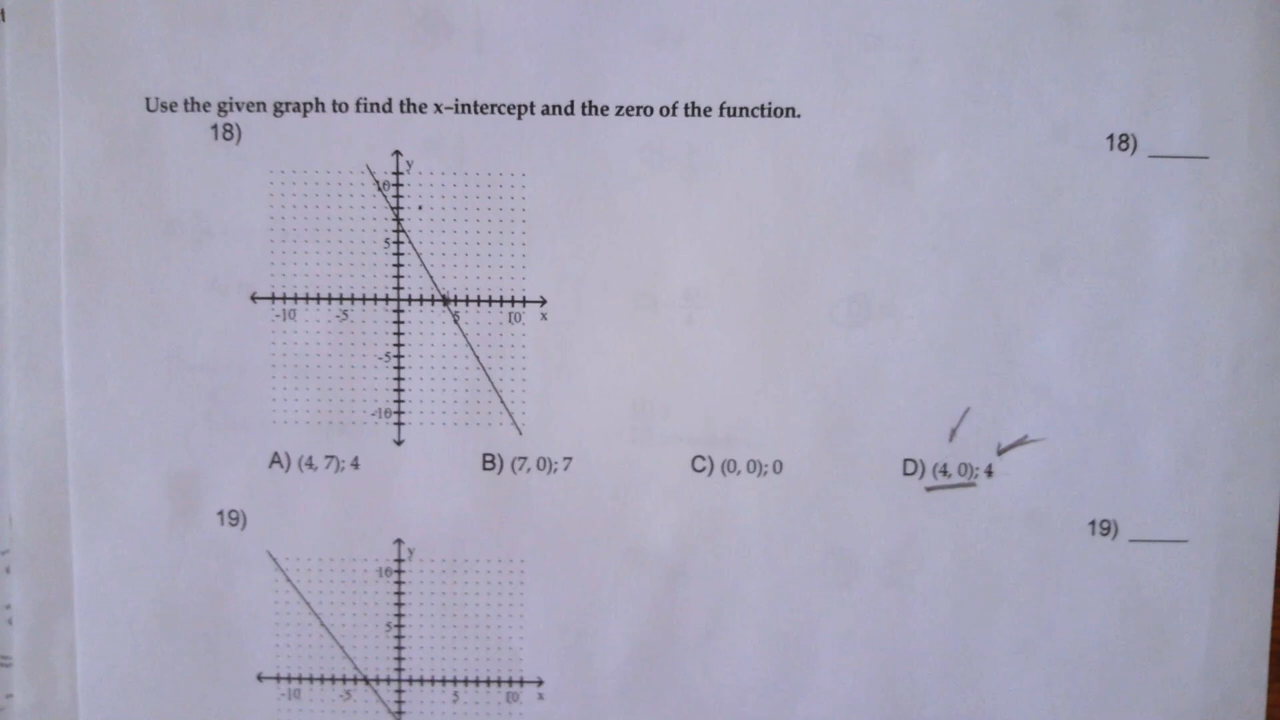 Use the given graph to find the x-intercept and the zero of the function.
18)
18) ____
y
10
5
-10 -5 5 10 x
-5
-10
A) (4, 7); 4 B) (7, 0); 7 C) (0, 0); 0 D) (4, 0); 4
19)
19) ____
y
10
5
-10 -5 5 10 x